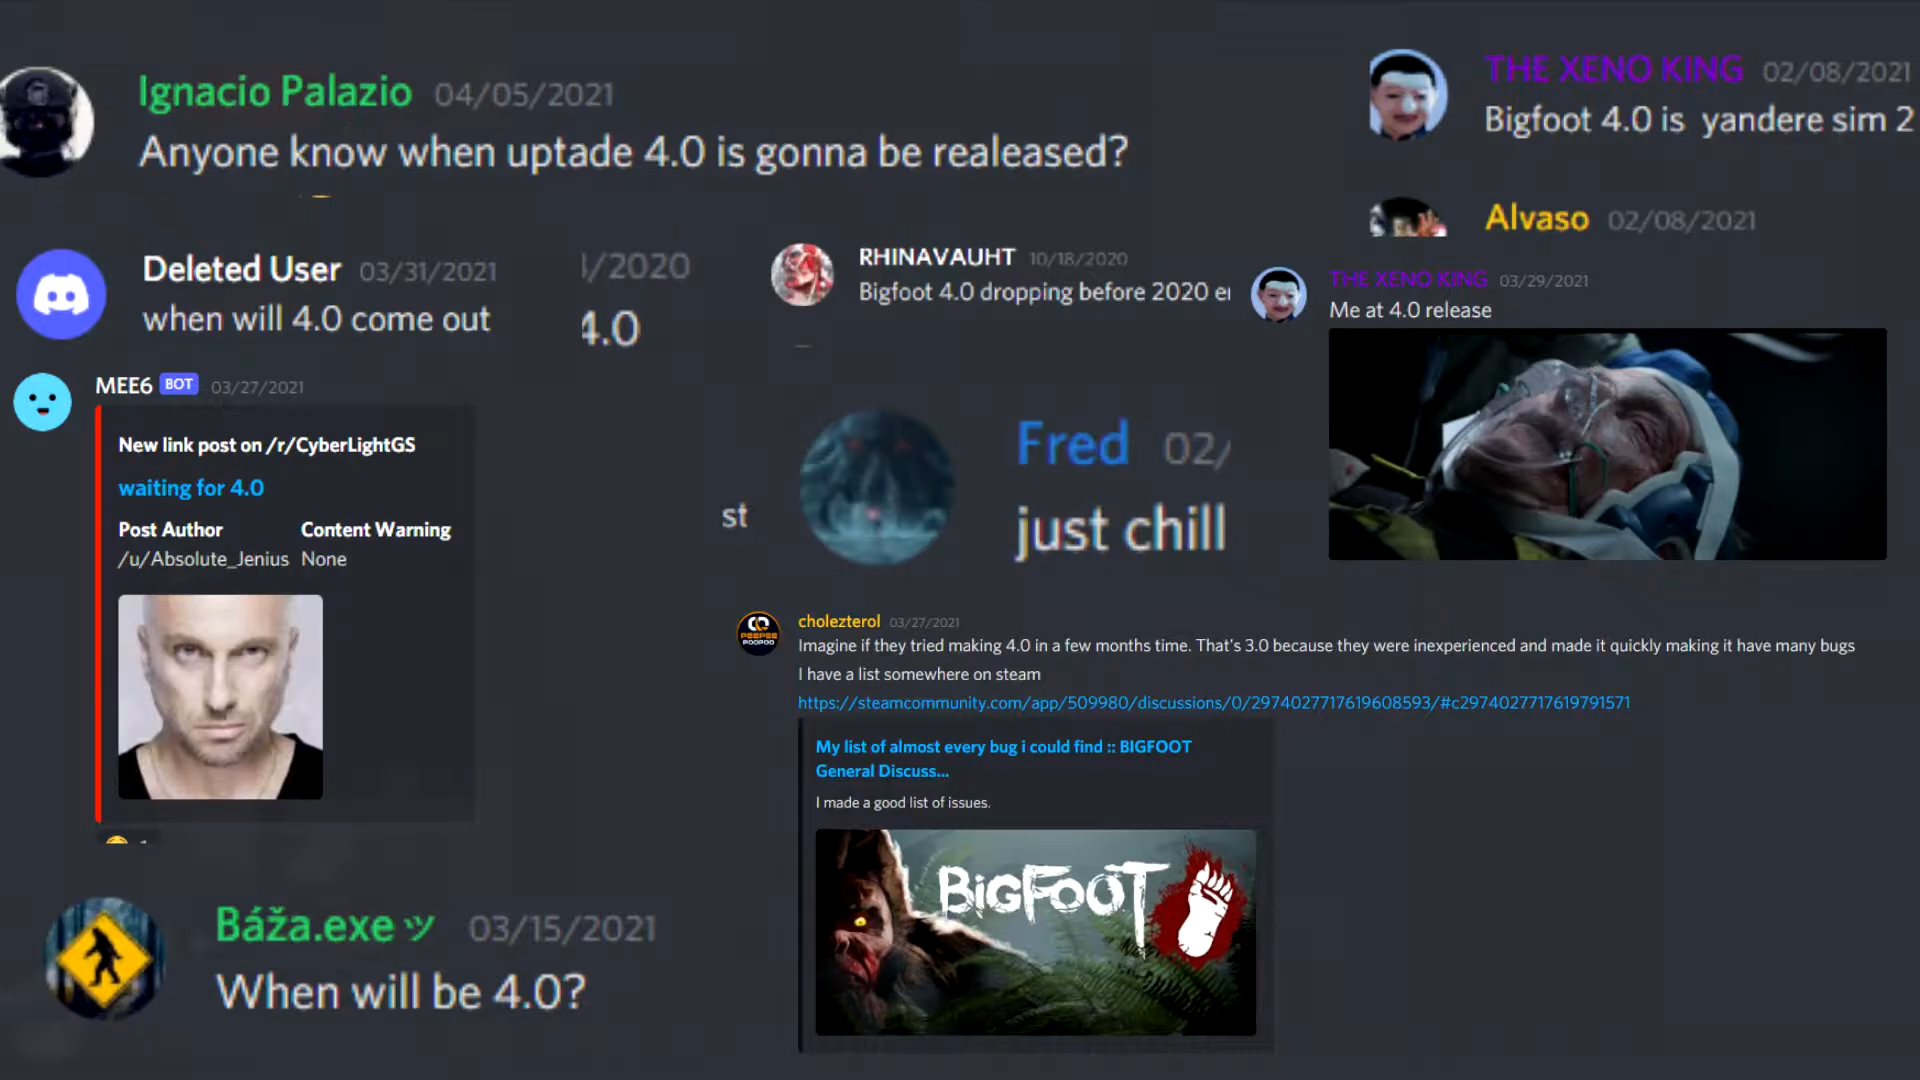 Ignacio Palazio 04/05/2021
Anyone know when uptade 4.0 is gonna be realeased?
THE XENO KING 02/08/2021
Bigfoot 4.0 is yandere sim 2
Alvaso 02/08/2021
Deleted User 03/31/2021
when will 4.0 come out
/2020
4.0
RHINAVAUHT 10/18/2020
Bigfoot 4.0 dropping before 2020
THE XENO KING 03/29/2021
Me at 4.0 release
MEE6 BOT 03/27/2021
New link post on /r/CyberLightGS
waiting for 4.0
Post Author Content Warning
/u/Absolute_Jenius None
st
Fred 02/
just chill
cholezterol 03/27/2021
Imagine if they tried making 4.0 in a few months time. That's 3.0 because they were inexperienced and made it quickly making it have many bugs
I have a list somewhere on steam
https://steamcommunity.com/app/509980/discussions/0/2974027717619608593/#c2974027717619791571
My list of almost every bug i could find :: BIGFOOT
General Discuss...
I made a good list of issues.
BIGFOOT
PEEPEE
POOPOO
Báža.exe ツ 03/15/2021
When will be 4.0?